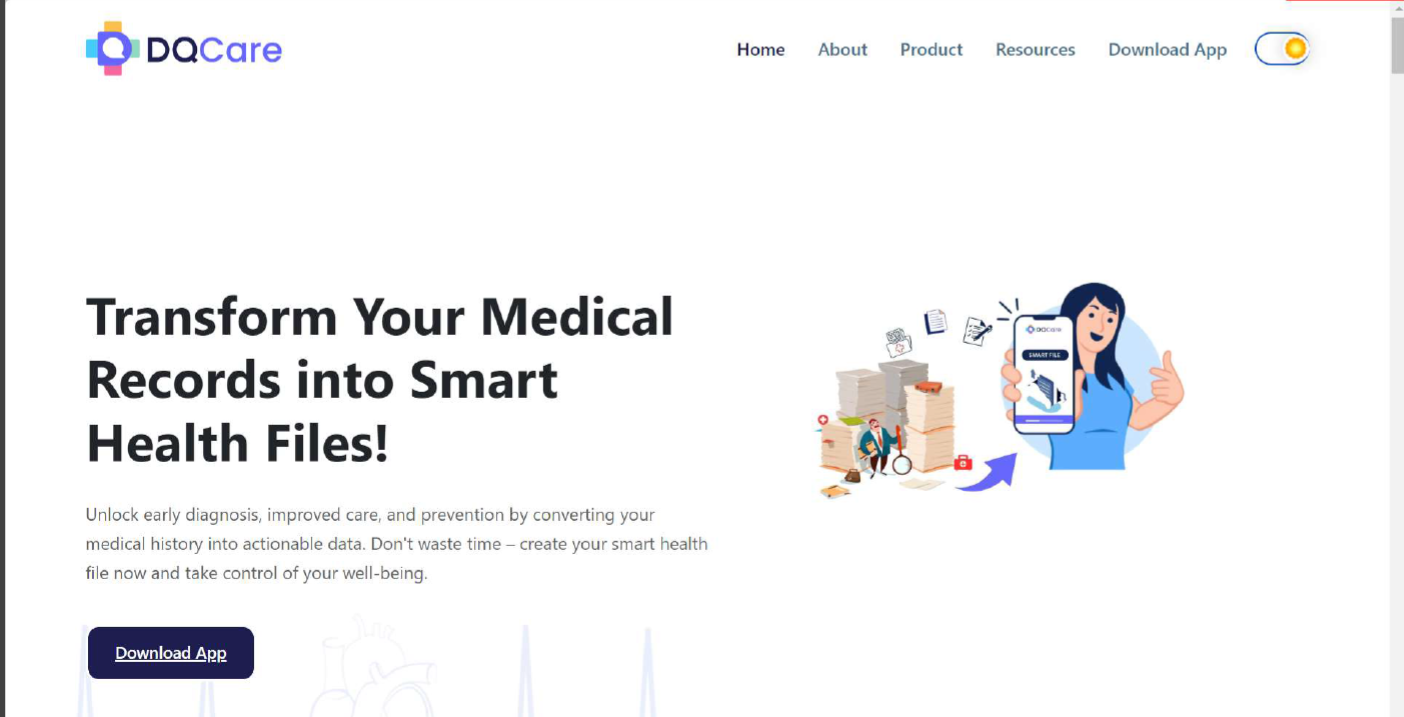 DQCare
Home About Product Resources Download App
Transform Your Medical
Records into Smart
Health Files!
Unlock early diagnosis, improved care, and prevention by converting your
medical history into actionable data. Don't waste time – create your smart health
file now and take control of your well-being.
Download App
DQCare
SMART FILE